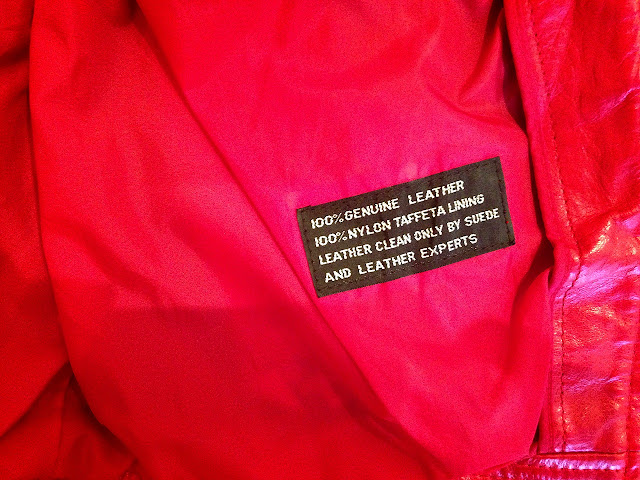 100% GENUINE LEATHER
100% NYLON TAFFETA LINING
LEATHER CLEAN ONLY BY SUEDE
AND LEATHER EXPERTS